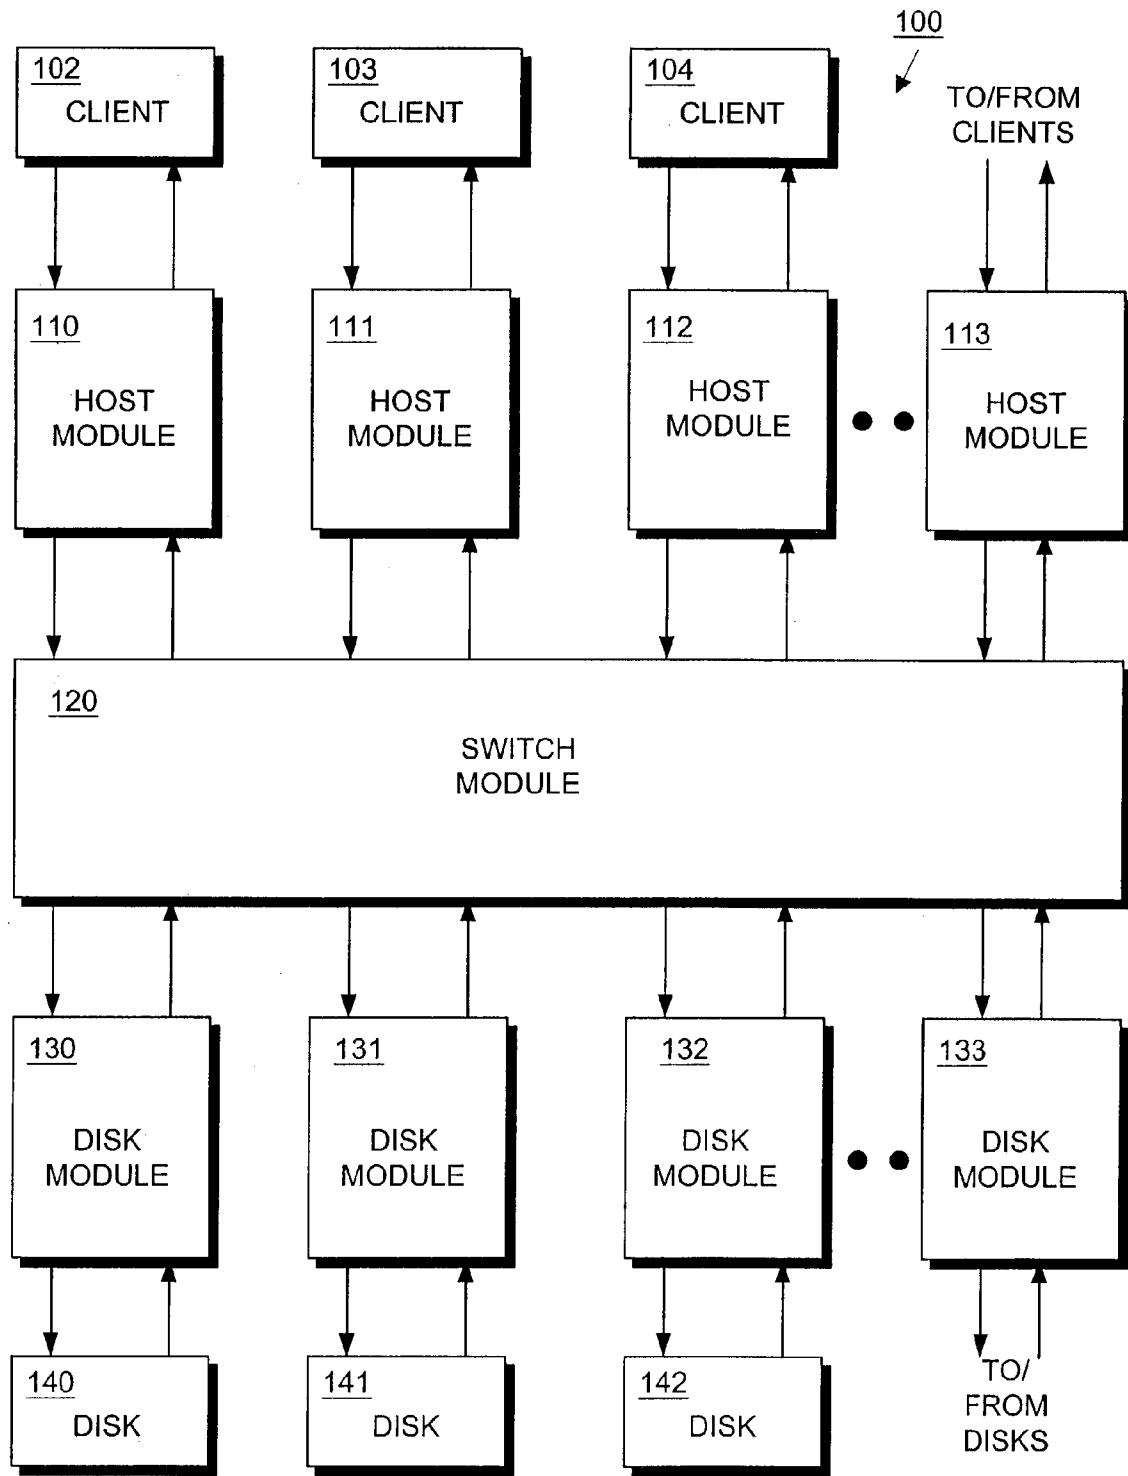 100
102
CLIENT
103
CLIENT
104
CLIENT
TO/FROM
CLIENTS
110
HOST
MODULE
111
HOST
MODULE
112
HOST
MODULE
113
HOST
MODULE
120
SWITCH
MODULE
130
DISK
MODULE
131
DISK
MODULE
132
DISK
MODULE
133
DISK
MODULE
140
DISK
141
DISK
142
DISK
TO/
FROM
DISKS